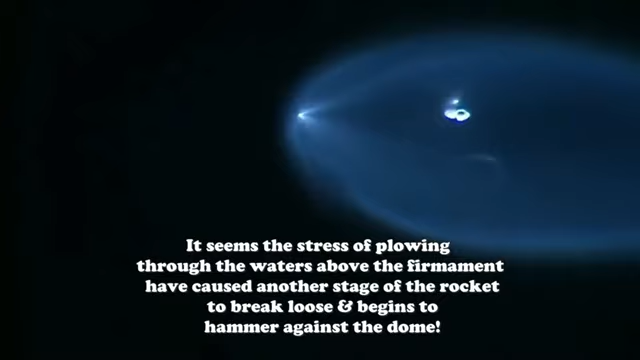 It seems the stress of plowing
through the waters above the firmament
have caused another stage of the rocket
to break loose & begins to
hammer against the dome!